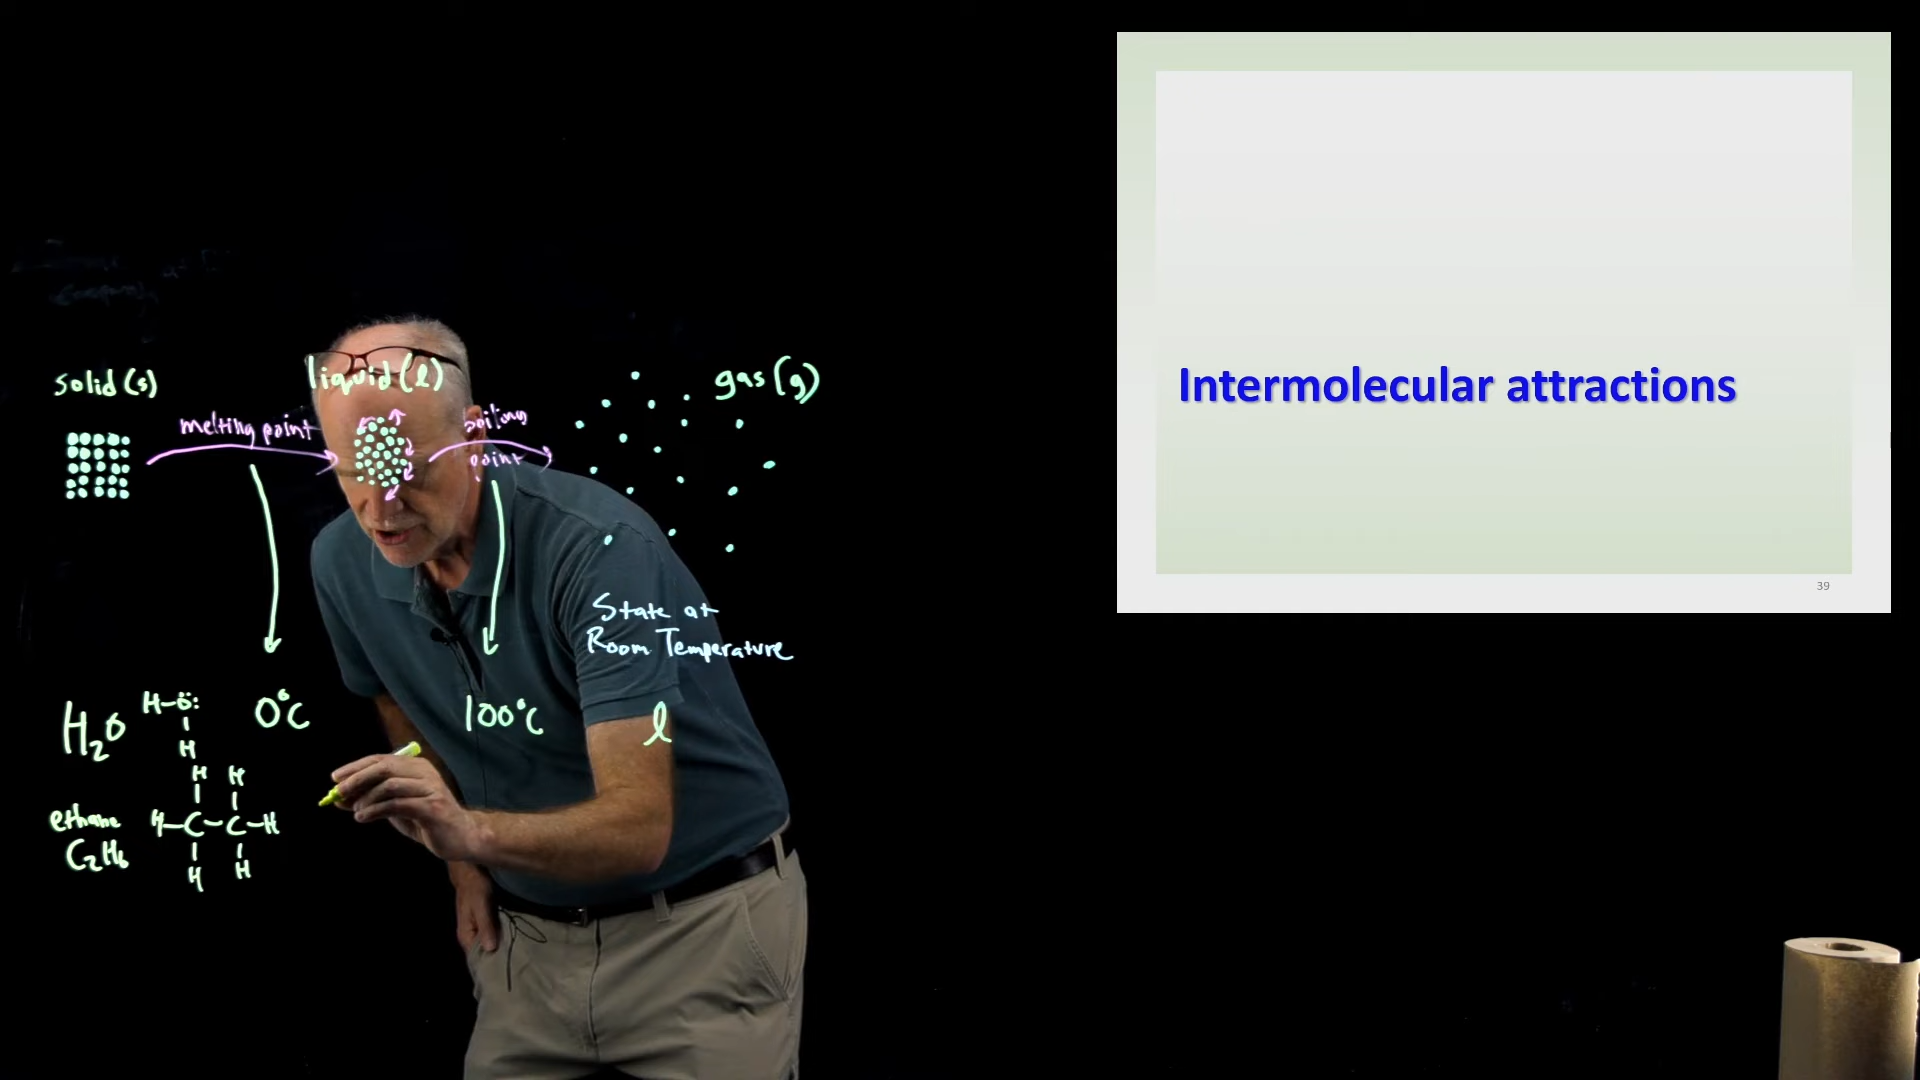 Intermolecular attractions
39
solid (s)
liquid (l)
gas (g)
melting point
boiling
point
State at
Room Temperature
H₂O
H–Ö:
H
0°C
100°C
l
ethane
C₂H₆
H H
H–C–C–H
H H